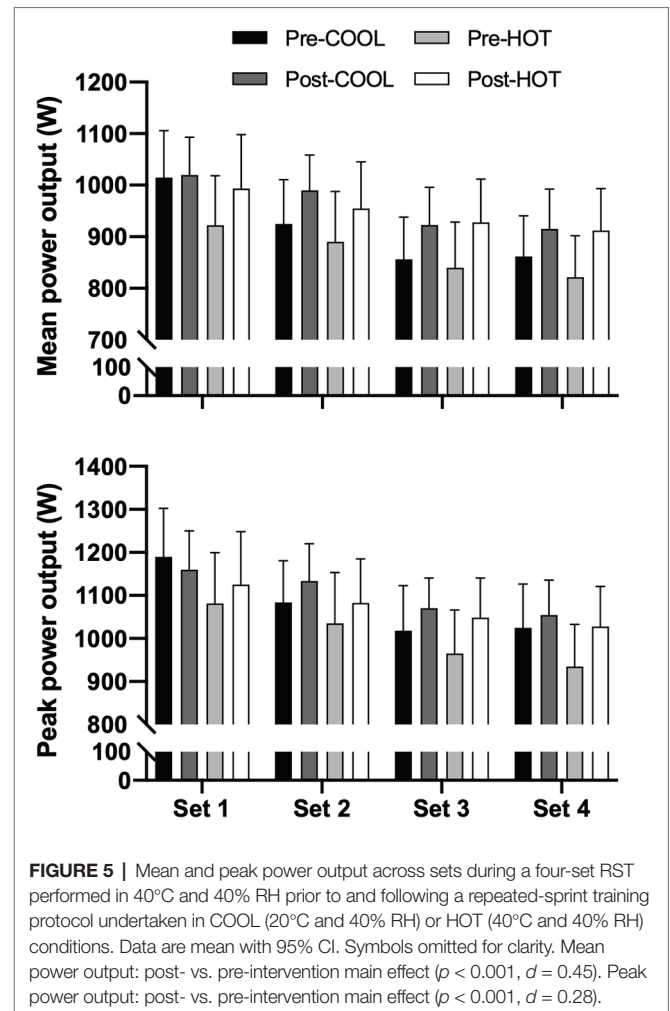 Pre-COOL Pre-HOT
Post-COOL Post-HOT
Mean power output (W)
1200
1100
1000
900
800
700
100
0
Peak power output (W)
1400
1300
1200
1100
1000
900
800
100
0
Set 1 Set 2 Set 3 Set 4
FIGURE 5 | Mean and peak power output across sets during a four-set RST
performed in 40°C and 40% RH prior to and following a repeated-sprint training
protocol undertaken in COOL (20°C and 40% RH) or HOT (40°C and 40% RH)
conditions. Data are mean with 95% CI. Symbols omitted for clarity. Mean
power output: post- vs. pre-intervention main effect (p < 0.001, d = 0.45). Peak
power output: post- vs. pre-intervention main effect (p < 0.001, d = 0.28).